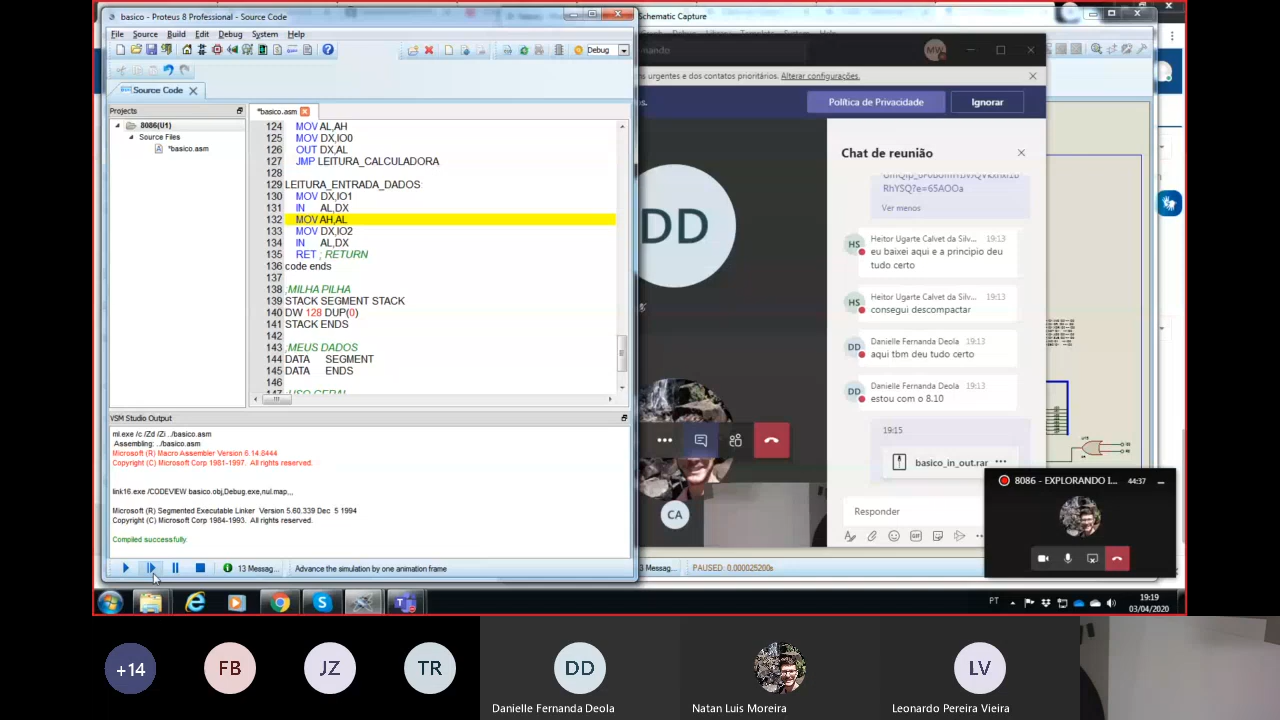 basico - Proteus 8 Professional - Source Code
File Source Build Edit Debug System Help
Debug
Source Code
Projects
8086(U1)
Source Files
*basico.asm
*basico.asm
124 MOV AL,AH
125 MOV DX,IO0
126 OUT DX,AL
127 JMP LEITURA_CALCULADORA
128
129 LEITURA_ENTRADA_DADOS:
130 MOV DX,IO1
131 IN AL,DX
132 MOV AH,AL
133 MOV DX,IO2
134 IN AL,DX
135 RET ; RETURN
136 code ends
137
138 ;MILHA PILHA
139 STACK SEGMENT STACK
140 DW 128 DUP(0)
141 STACK ENDS
142
143 ;MEUS DADOS
144 DATA SEGMENT
145 DATA ENDS
146
VSM Studio Output
ml.exe /c /Zd /Zi ../basico.asm
Assembling: ../basico.asm
Microsoft (R) Macro Assembler Version 6.14.8444
Copyright (C) Microsoft Corp 1981-1997. All rights reserved.
link16.exe /CODEVIEW basico.obj,Debug.exe,nul.map,,,
Microsoft (R) Segmented Executable Linker Version 5.60.339 Dec 5 1994
Copyright (C) Microsoft Corp 1984-1993. All rights reserved.
Compiled successfully
13 Messag... Advance the simulation by one animation frame
Schematic Capture
mando
MW
s urgentes e dos contatos prioritários. Alterar configurações.
Política de Privacidade
Ignorar
DD
CA
Chat de reunião
RhYSQ?e=65AOOa
Ver menos
HS
Heitor Ugarte Calvet da Silv... 19:13
eu baixei aqui e a principio deu
tudo certo
HS
Heitor Ugarte Calvet da Silv... 19:13
consegui descompactar
DD
Danielle Fernanda Deola 19:13
aqui tbm deu tudo certo
DD
Danielle Fernanda Deola 19:13
estou com o 8.10
19:15
basico_in_out.rar
Responder
8086 - EXPLORANDO I... 44:37
3 Messag... PAUSED: 0.000025200s
PT
19:19
03/04/2020
+14
FB
JZ
TR
DD
Danielle Fernanda Deola
Natan Luis Moreira
LV
Leonardo Pereira Vieira